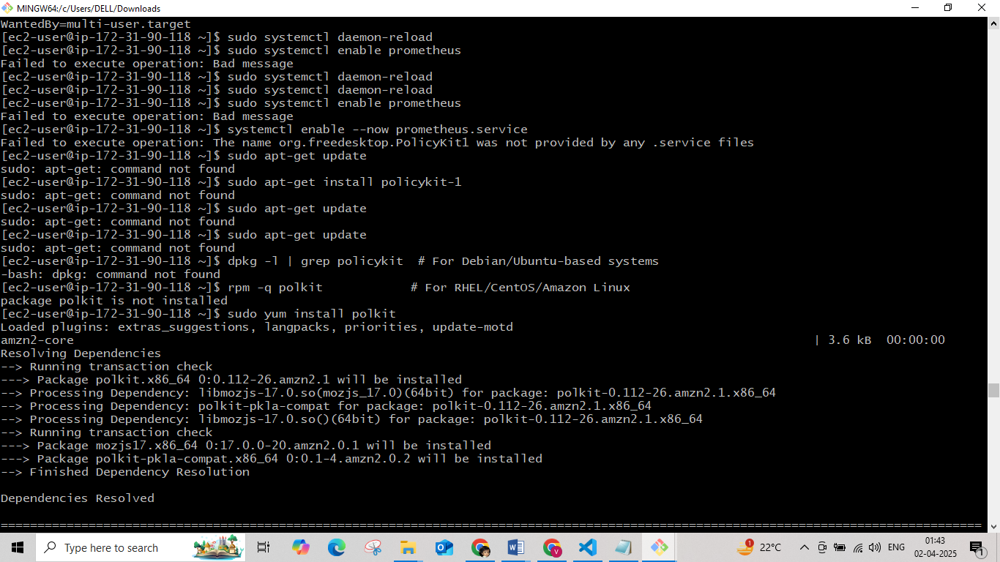 MINGW64:/c/Users/DELL/Downloads
WantedBy=multi-user.target
[ec2-user@ip-172-31-90-118 ~]$ sudo systemctl daemon-reload
[ec2-user@ip-172-31-90-118 ~]$ sudo systemctl enable prometheus
Failed to execute operation: Bad message
[ec2-user@ip-172-31-90-118 ~]$ sudo systemctl daemon-reload
[ec2-user@ip-172-31-90-118 ~]$ sudo systemctl daemon-reload
[ec2-user@ip-172-31-90-118 ~]$ sudo systemctl enable prometheus
Failed to execute operation: Bad message
[ec2-user@ip-172-31-90-118 ~]$ systemctl enable --now prometheus.service
Failed to execute operation: The name org.freedesktop.PolicyKit1 was not provided by any .service files
[ec2-user@ip-172-31-90-118 ~]$ sudo apt-get update
sudo: apt-get: command not found
[ec2-user@ip-172-31-90-118 ~]$ sudo apt-get install policykit-1
sudo: apt-get: command not found
[ec2-user@ip-172-31-90-118 ~]$ sudo apt-get update
sudo: apt-get: command not found
[ec2-user@ip-172-31-90-118 ~]$ sudo apt-get update
sudo: apt-get: command not found
[ec2-user@ip-172-31-90-118 ~]$ dpkg -l | grep policykit  # For Debian/Ubuntu-based systems
-bash: dpkg: command not found
[ec2-user@ip-172-31-90-118 ~]$ rpm -q polkit            # For RHEL/CentOS/Amazon Linux
package polkit is not installed
[ec2-user@ip-172-31-90-118 ~]$ sudo yum install polkit
Loaded plugins: extras_suggestions, langpacks, priorities, update-motd
amzn2-core | 3.6 kB  00:00:00
Resolving Dependencies
--> Running transaction check
---> Package polkit.x86_64 0:0.112-26.amzn2.1 will be installed
--> Processing Dependency: libmozjs-17.0.so(mozjs_17.0)(64bit) for package: polkit-0.112-26.amzn2.1.x86_64
--> Processing Dependency: polkit-pkla-compat for package: polkit-0.112-26.amzn2.1.x86_64
--> Processing Dependency: libmozjs-17.0.so()(64bit) for package: polkit-0.112-26.amzn2.1.x86_64
--> Running transaction check
---> Package mozjs17.x86_64 0:17.0.0-20.amzn2.0.1 will be installed
---> Package polkit-pkla-compat.x86_64 0:0.1-4.amzn2.0.2 will be installed
--> Finished Dependency Resolution
Dependencies Resolved
================================================================================
Type here to search
22°C
ENG
01:43
02-04-2025